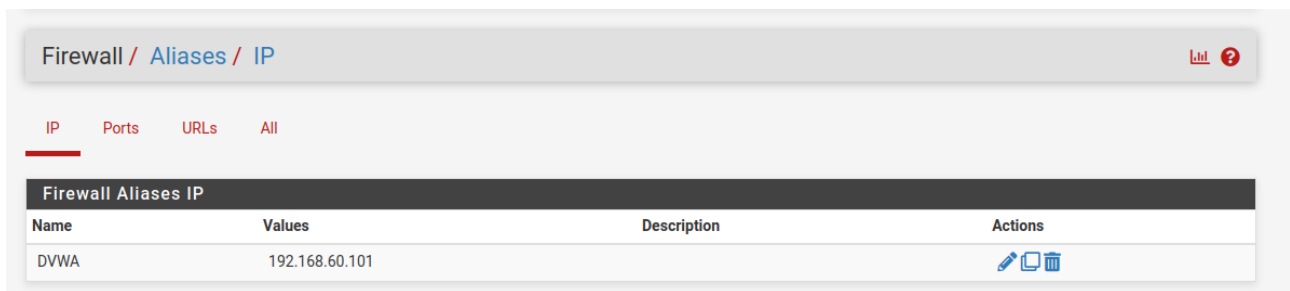 Firewall / Aliases / IP
IP Ports URLs All
Firewall Aliases IP
Name Values Description Actions
DVWA 192.168.60.101